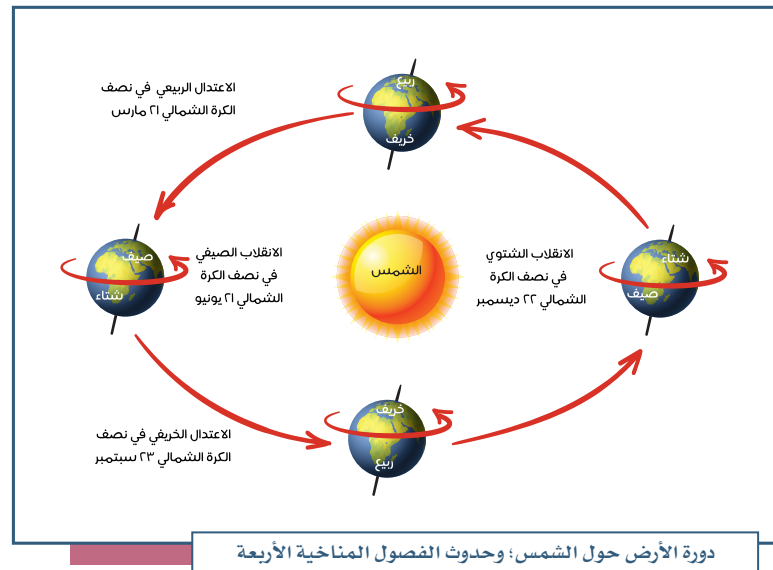 ربيع
خريف
الاعتدال الربيعي في نصف
الكرة الشمالي ٢١ مارس
شتاء
صيف
الانقلاب الشتوي
في نصف الكرة
الشمالي ٢٢ ديسمبر
الشمس
الانقلاب الصيفي
في نصف الكرة
الشمالي ٢١ يونيو
صيف
شتاء
خريف
ربيع
الاعتدال الخريفي في نصف
الكرة الشمالي ٢٣ سبتمبر
دورة الأرض حول الشمس؛ وحدوث الفصول المناخية الأربعة